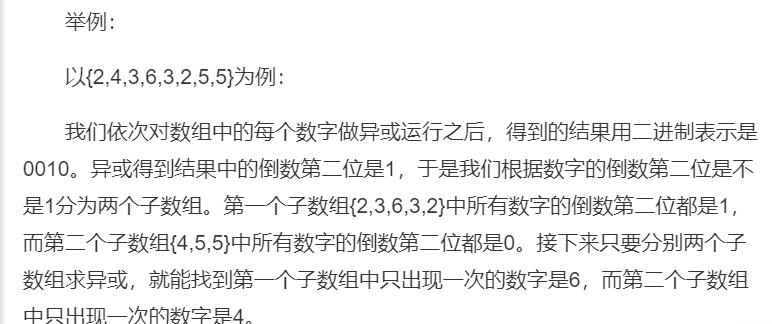 举例：
以{2,4,3,6,3,2,5,5}为例：
我们依次对数组中的每个数字做异或运行之后，得到的结果用二进制表示是
0010。异或得到结果中的倒数第二位是1，于是我们根据数字的倒数第二位是不
是1分为两个子数组。第一个子数组{2,3,6,3,2}中所有数字的倒数第二位都是1，
而第二个子数组{4,5,5}中所有数字的倒数第二位都是0。接下来只要分别两个子
数组求异或，就能找到第一个子数组中只出现一次的数字是6，而第二个子数组
中只出现一次的数字是4。